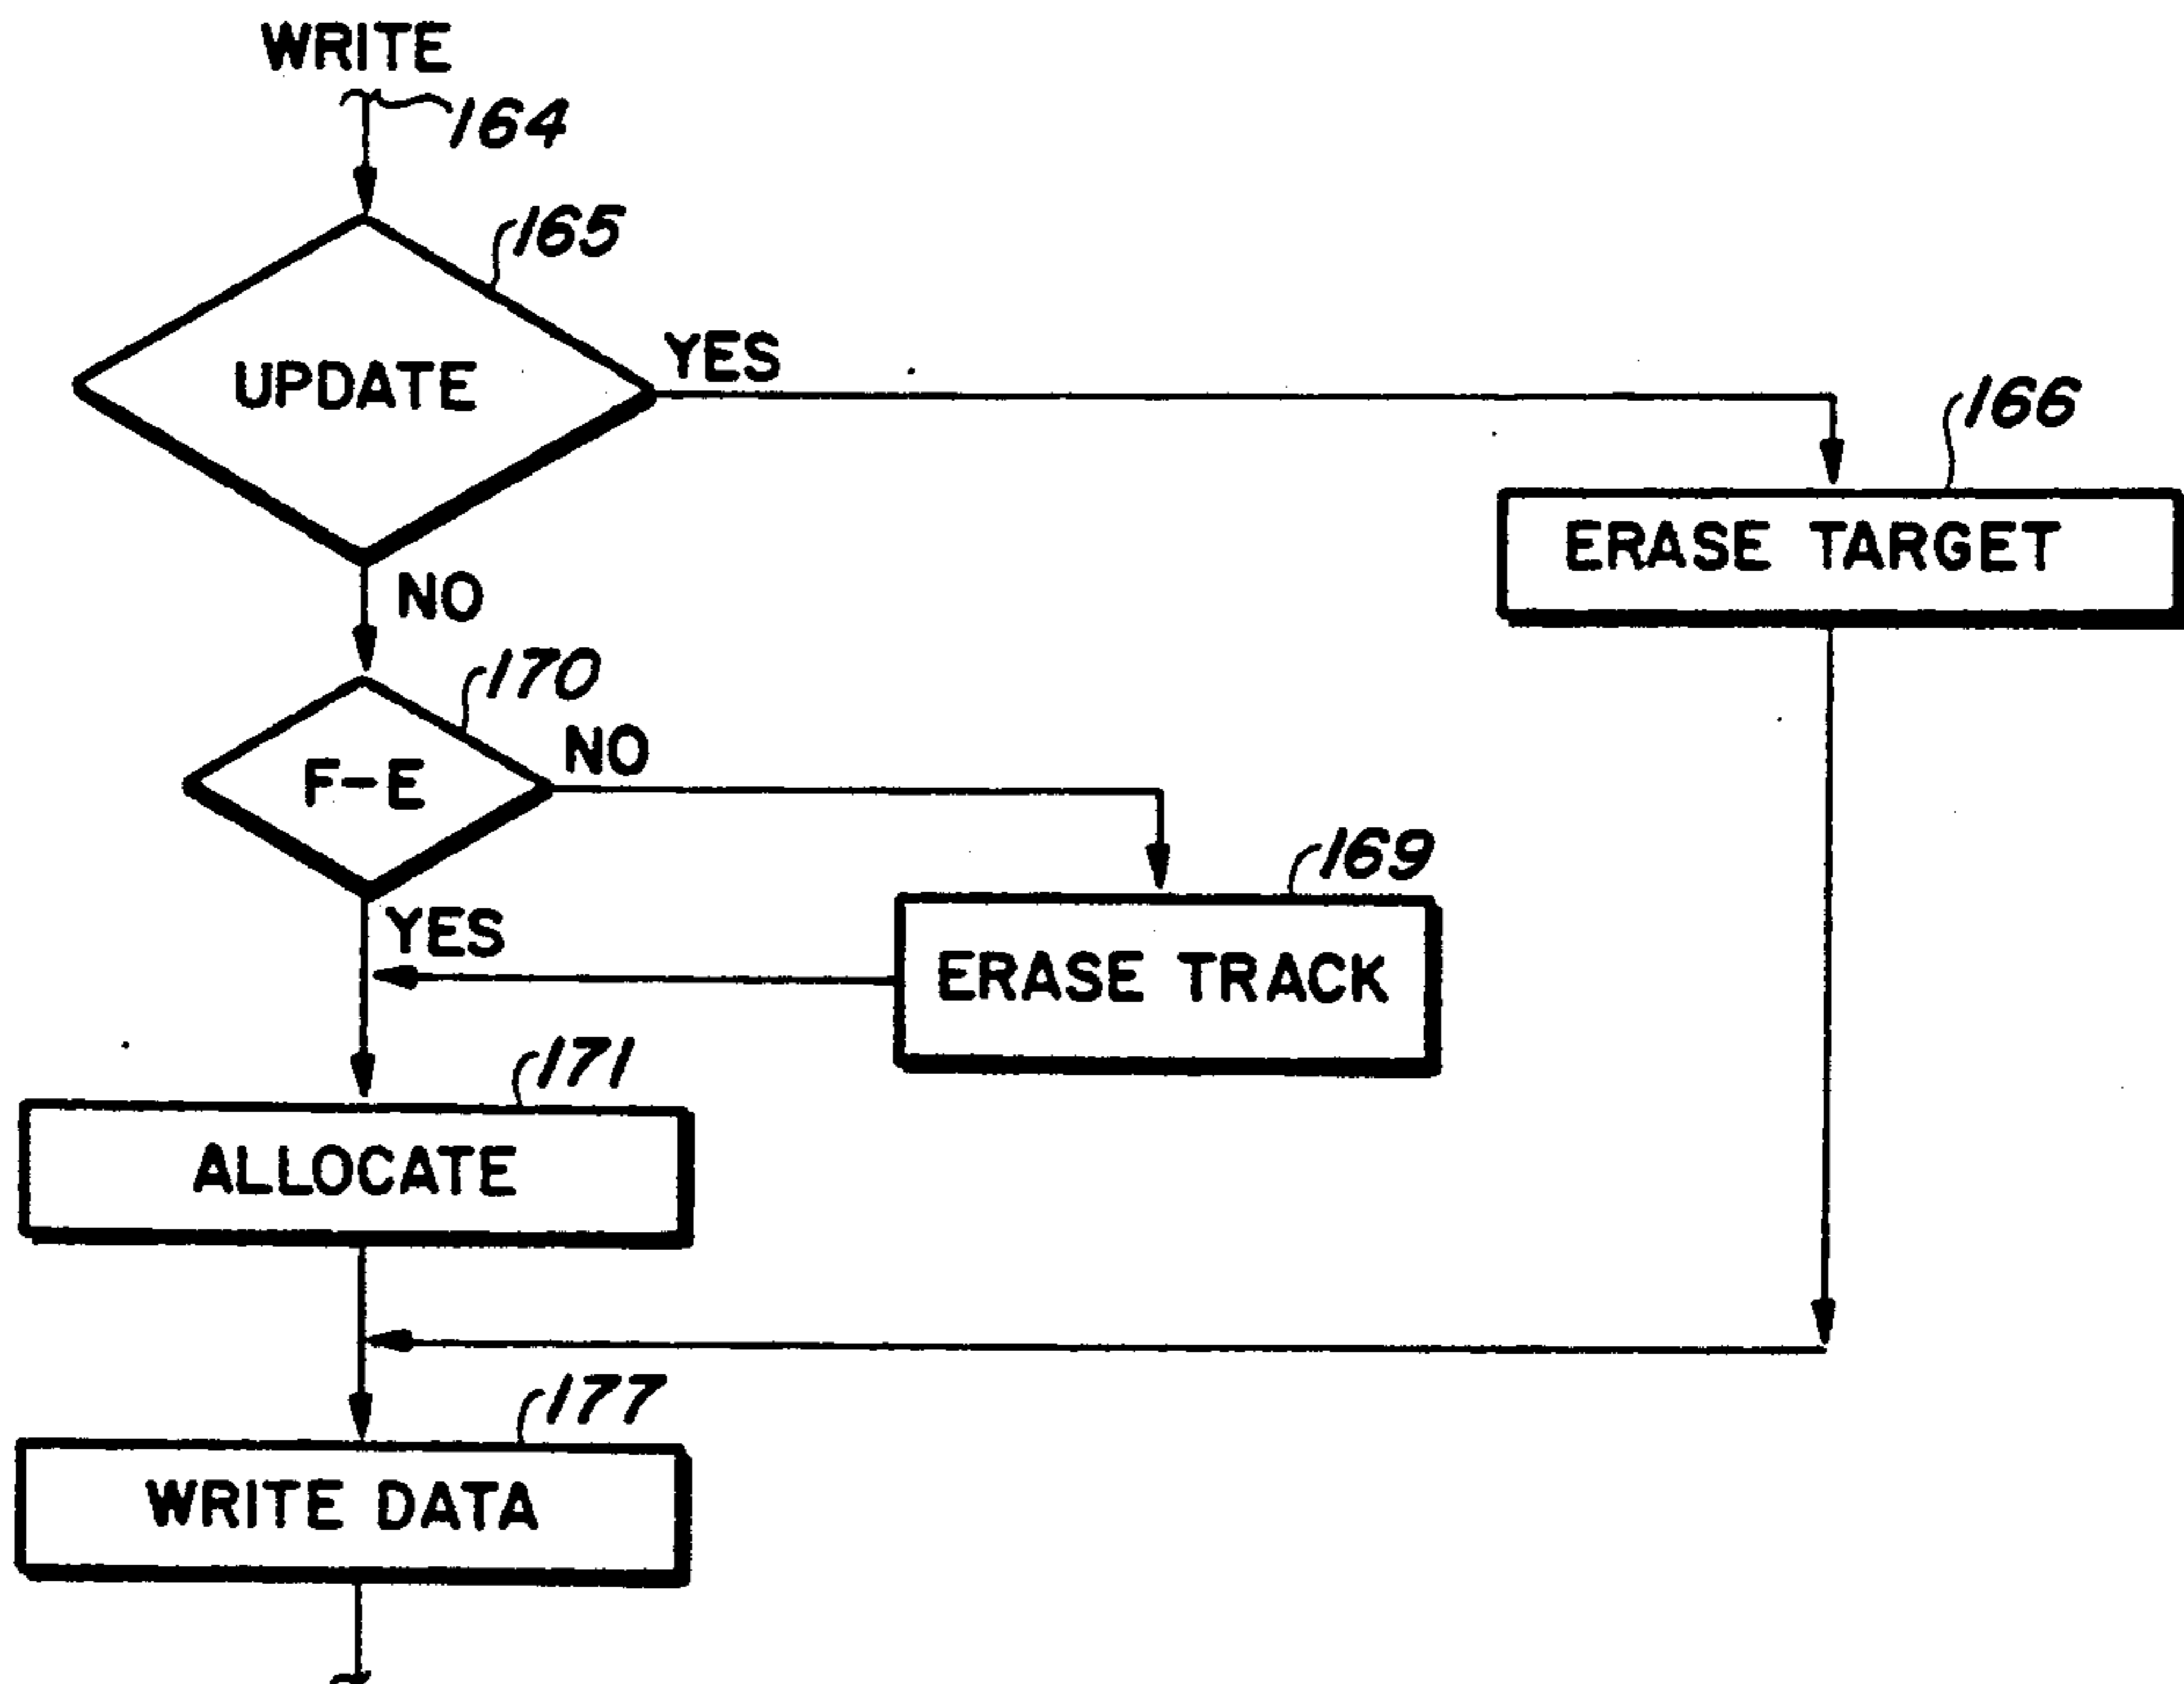 WRITE
164
165
UPDATE
YES
166
ERASE TARGET
NO
170
NO
F-E
169
YES
ERASE TRACK
171
ALLOCATE
177
WRITE DATA